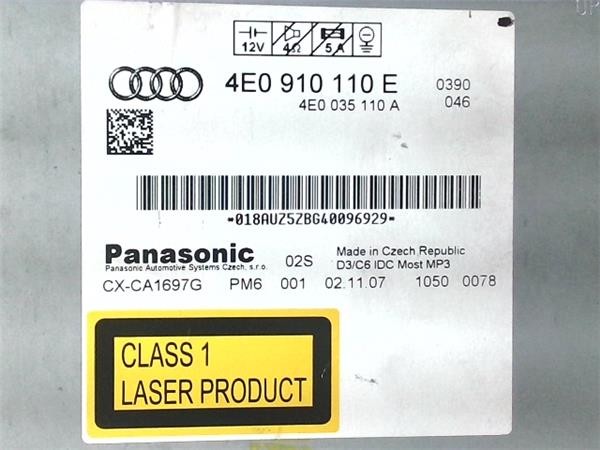 UP
12V 4Ω 5 A
4E0 910 110 E 0390
4E0 035 110 A 046
-018AUZ5ZBG40096929-
Panasonic 02S Made in Czech Republic
Panasonic Automotive Systems Czech, s.r.o. D3/C6 IDC Most MP3
CX-CA1697G PM6 001 02.11.07 1050 0078
CLASS 1
LASER PRODUCT